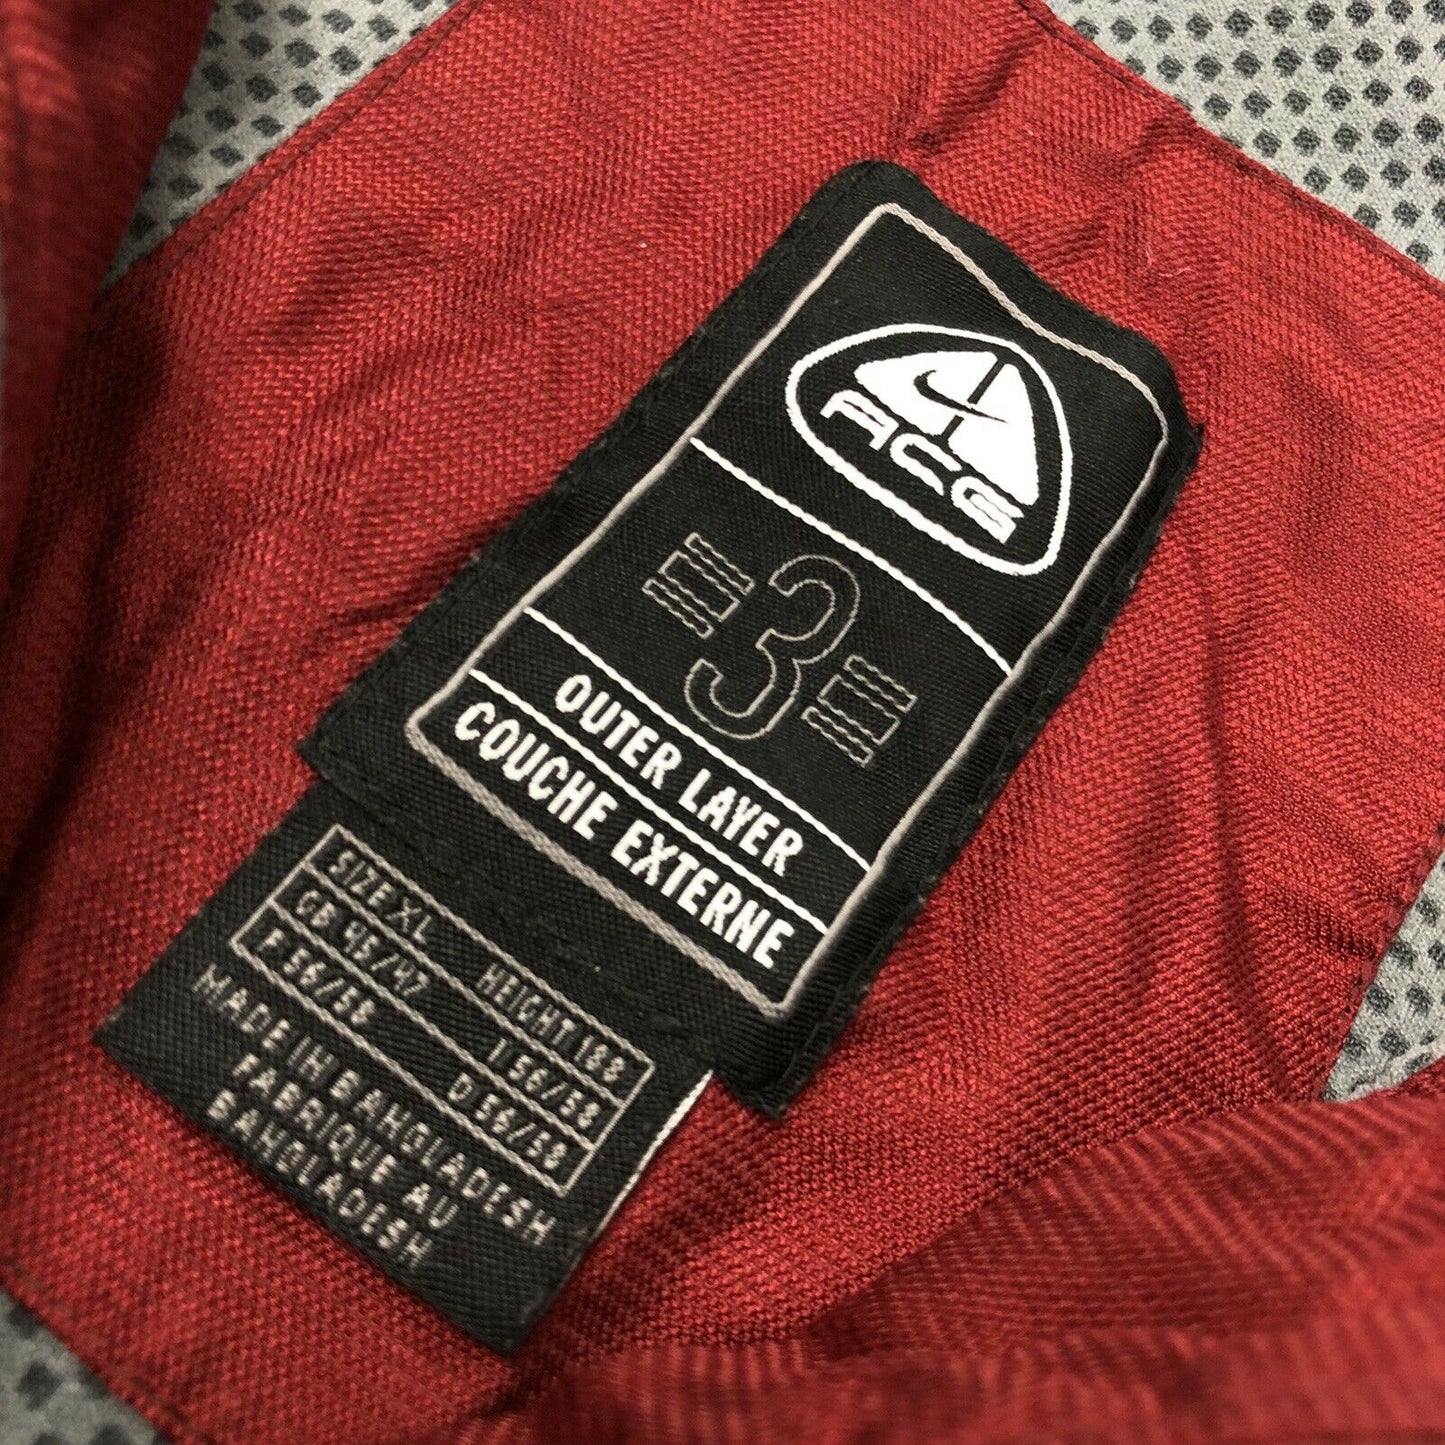 ACG
3
OUTER LAYER
COUCHE EXTERNE
SIZE XL HEIGHT 188
GB 45/47 I 56/58
F 56/58 D 56/58
MADE IN BANGLADESH
FABRIQUE AU
BANGLADESH